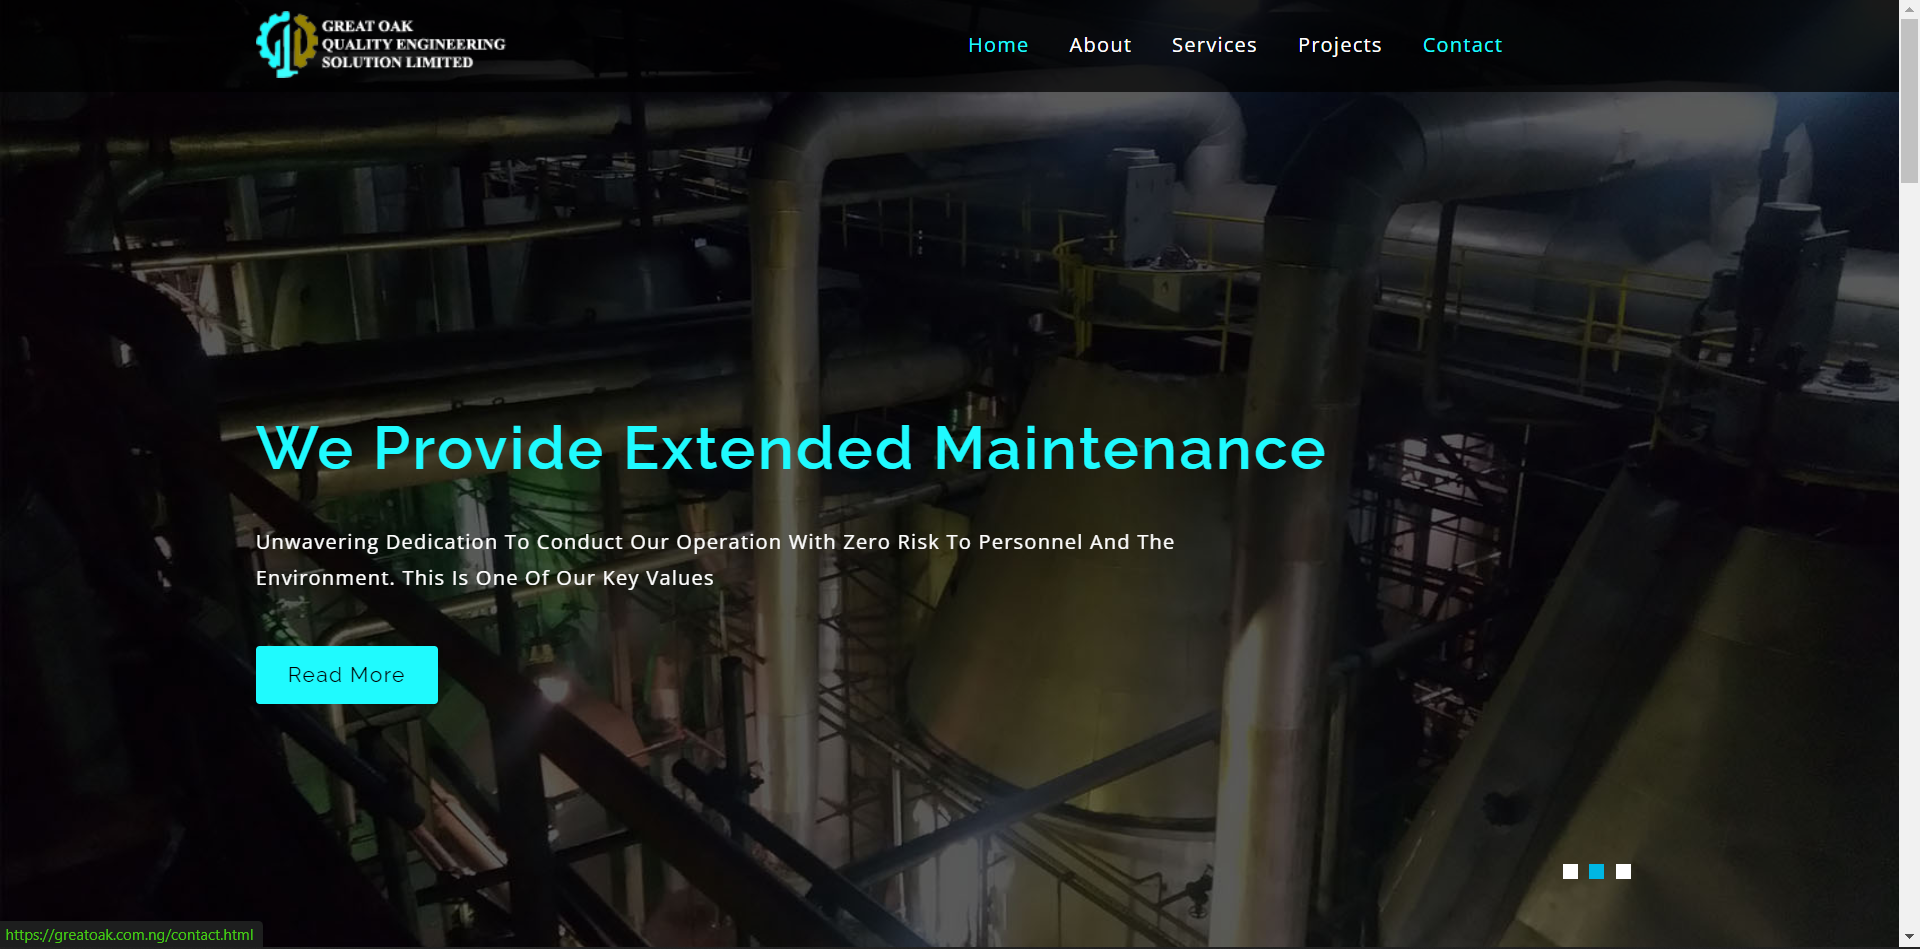 GREAT OAK
QUALITY ENGINEERING
SOLUTION LIMITED
Home About Services Projects Contact
We Provide Extended Maintenance
Unwavering Dedication To Conduct Our Operation With Zero Risk To Personnel And The
Environment. This Is One Of Our Key Values
Read More
https://greatoak.com.ng/contact.html